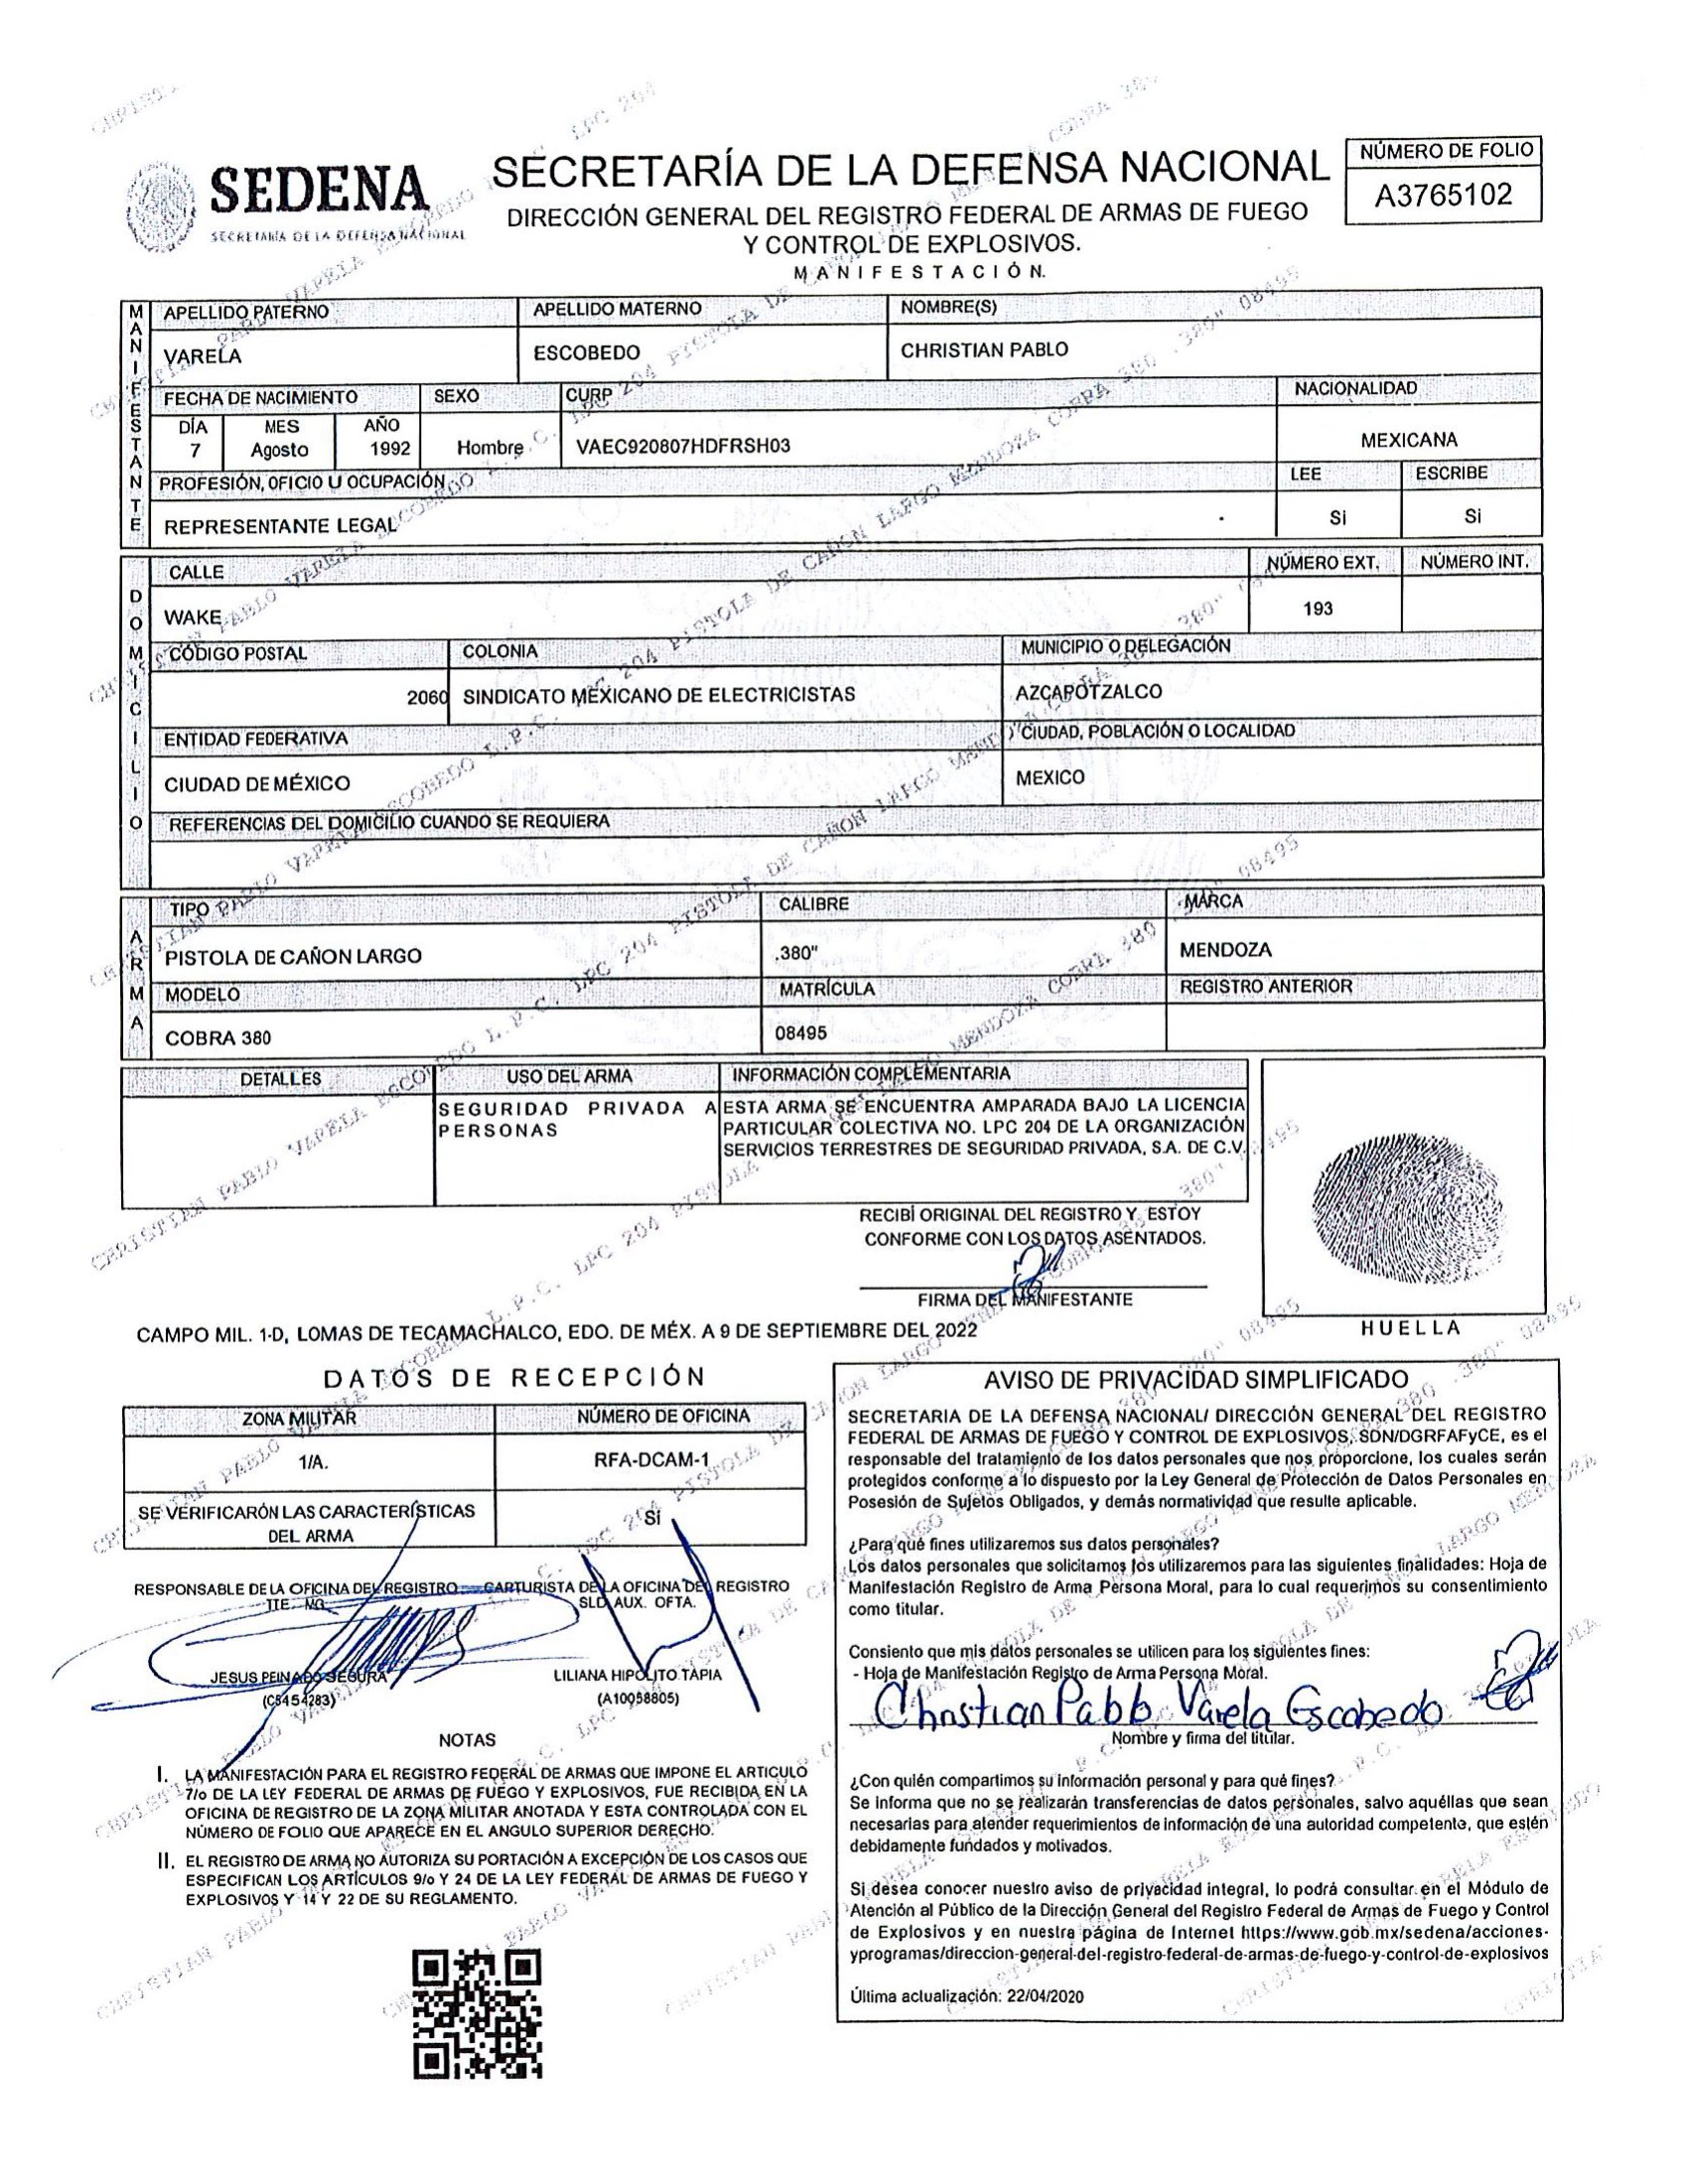 SEDENA
SECRETARÍA DE LA DEFENSA NACIONAL
SECRETARÍA DE LA DEFENSA NACIONAL
DIRECCIÓN GENERAL DEL REGISTRO FEDERAL DE ARMAS DE FUEGO
Y CONTROL DE EXPLOSIVOS.
MANIFESTACIÓN.
NÚMERO DE FOLIO
A3765102
MANIFESTANTE
APELLIDO PATERNO APELLIDO MATERNO NOMBRE(S)
VARELA ESCOBEDO CHRISTIAN PABLO
FECHA DE NACIMIENTO SEXO CURP NACIONALIDAD
DÍA MES AÑO
7 Agosto 1992 Hombre VAEC920807HDFRSH03 MEXICANA
PROFESIÓN, OFICIO U OCUPACIÓN LEE ESCRIBE
REPRESENTANTE LEGAL Si Si
DOMICILIO
CALLE NÚMERO EXT. NÚMERO INT.
WAKE 193
CÓDIGO POSTAL COLONIA MUNICIPIO O DELEGACIÓN
2060 SINDICATO MEXICANO DE ELECTRICISTAS AZCAPOTZALCO
ENTIDAD FEDERATIVA CIUDAD, POBLACIÓN O LOCALIDAD
CIUDAD DE MÉXICO MEXICO
REFERENCIAS DEL DOMICILIO CUANDO SE REQUIERA
ARMA
TIPO CALIBRE MARCA
PISTOLA DE CAÑON LARGO .380" MENDOZA
MODELO MATRÍCULA REGISTRO ANTERIOR
COBRA 380 08495
DETALLES USO DEL ARMA INFORMACIÓN COMPLEMENTARIA
SEGURIDAD PRIVADA A
PERSONAS
ESTA ARMA SE ENCUENTRA AMPARADA BAJO LA LICENCIA
PARTICULAR COLECTIVA NO. LPC 204 DE LA ORGANIZACIÓN
SERVICIOS TERRESTRES DE SEGURIDAD PRIVADA, S.A. DE C.V.
RECIBÍ ORIGINAL DEL REGISTRO Y ESTOY
CONFORME CON LOS DATOS ASENTADOS.
FIRMA DEL MANIFESTANTE
HUELLA
CAMPO MIL. 1-D, LOMAS DE TECAMACHALCO, EDO. DE MÉX. A 9 DE SEPTIEMBRE DEL 2022
DATOS DE RECEPCIÓN
ZONA MILITAR NÚMERO DE OFICINA
1/A. RFA-DCAM-1
SE VERIFICARÓN LAS CARACTERÍSTICAS
DEL ARMA
Sí
RESPONSABLE DE LA OFICINA DEL REGISTRO
TTE. MG.
JESUS PEINADO SEGURA
(C5454283)
CARTURISTA DE LA OFICINA DEL REGISTRO
SLD. AUX. OFTA.
LILIANA HIPOLITO TAPIA
(A10058805)
NOTAS
I. LA MANIFESTACIÓN PARA EL REGISTRO FEDERAL DE ARMAS QUE IMPONE EL ARTICULO
7/o DE LA LEY FEDERAL DE ARMAS DE FUEGO Y EXPLOSIVOS, FUE RECIBIDA EN LA
OFICINA DE REGISTRO DE LA ZONA MILITAR ANOTADA Y ESTA CONTROLADA CON EL
NÚMERO DE FOLIO QUE APARECE EN EL ANGULO SUPERIOR DERECHO.
II. EL REGISTRO DE ARMA NO AUTORIZA SU PORTACIÓN A EXCEPCIÓN DE LOS CASOS QUE
ESPECIFICAN LOS ARTÍCULOS 9/o Y 24 DE LA LEY FEDERAL DE ARMAS DE FUEGO Y
EXPLOSIVOS Y 14 Y 22 DE SU REGLAMENTO.
AVISO DE PRIVACIDAD SIMPLIFICADO
SECRETARIA DE LA DEFENSA NACIONAL/ DIRECCIÓN GENERAL DEL REGISTRO
FEDERAL DE ARMAS DE FUEGO Y CONTROL DE EXPLOSIVOS, SDN/DGRFAFyCE, es el
responsable del tratamiento de los datos personales que nos proporcione, los cuales serán
protegidos conforme a lo dispuesto por la Ley General de Protección de Datos Personales en
Posesión de Sujetos Obligados, y demás normatividad que resulte aplicable.
¿Para qué fines utilizaremos sus datos personales?
Los datos personales que solicitamos los utilizaremos para las siguientes finalidades: Hoja de
Manifestación Registro de Arma Persona Moral, para lo cual requerimos su consentimiento
como titular.
Consiento que mis datos personales se utilicen para los siguientes fines:
- Hoja de Manifestación Registro de Arma Persona Moral.
Christian Pablo Varela Escobedo
Nombre y firma del titular.
¿Con quién compartimos su información personal y para qué fines?
Se informa que no se realizarán transferencias de datos personales, salvo aquéllas que sean
necesarias para atender requerimientos de información de una autoridad competente, que estén
debidamente fundados y motivados.
Si desea conocer nuestro aviso de privacidad integral, lo podrá consultar en el Módulo de
Atención al Público de la Dirección General del Registro Federal de Armas de Fuego y Control
de Explosivos y en nuestra página de Internet https://www.gob.mx/sedena/acciones-
yprogramas/direccion-general-del-registro-federal-de-armas-de-fuego-y-control-de-explosivos
Última actualización: 22/04/2020